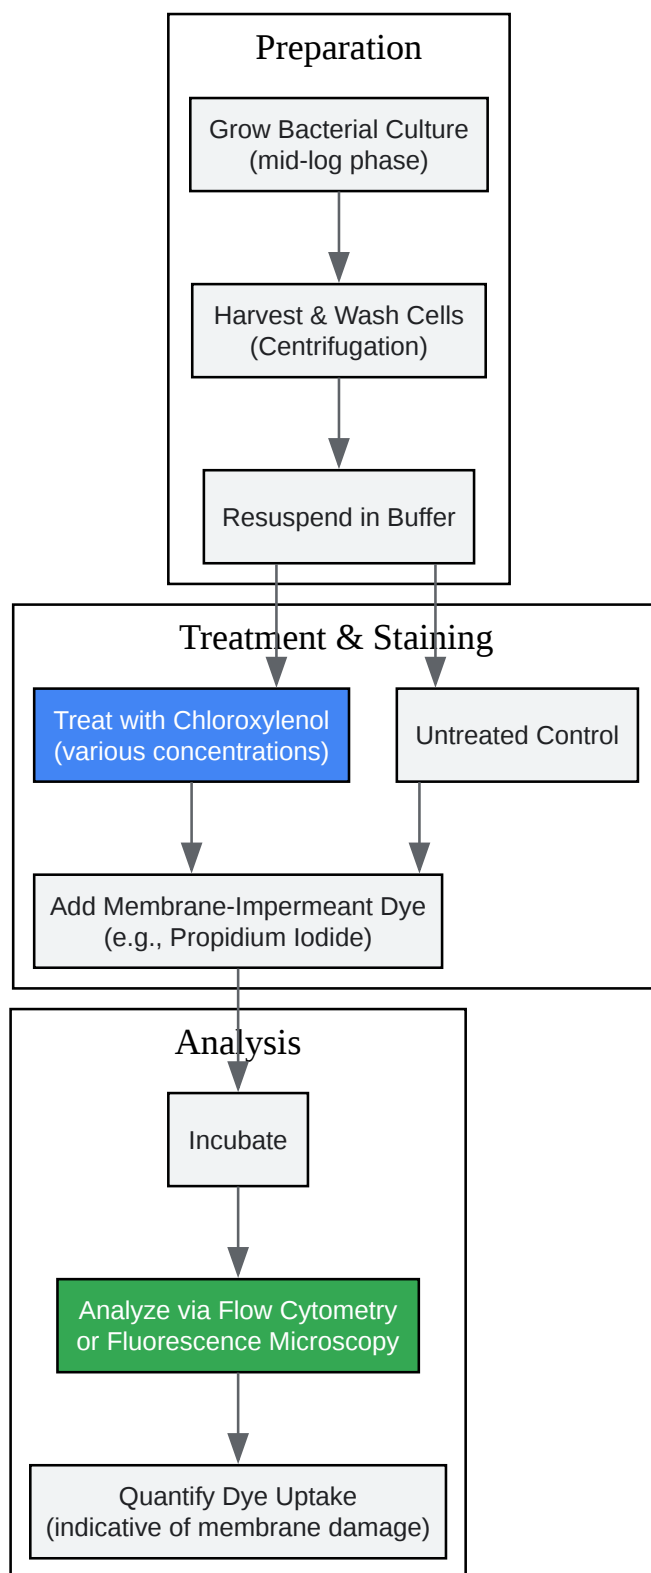 Preparation
Grow Bacterial Culture
(mid-log phase)
Harvest & Wash Cells
(Centrifugation)
Resuspend in Buffer
Treatment & Staining
Treat with Chloroxylenol
(various concentrations)
Untreated Control
Add Membrane-Impermeant Dye
(e.g., Propidium Iodide)
Analysis
Incubate
Analyze via Flow Cytometry
or Fluorescence Microscopy
Quantify Dye Uptake
(indicative of membrane damage)